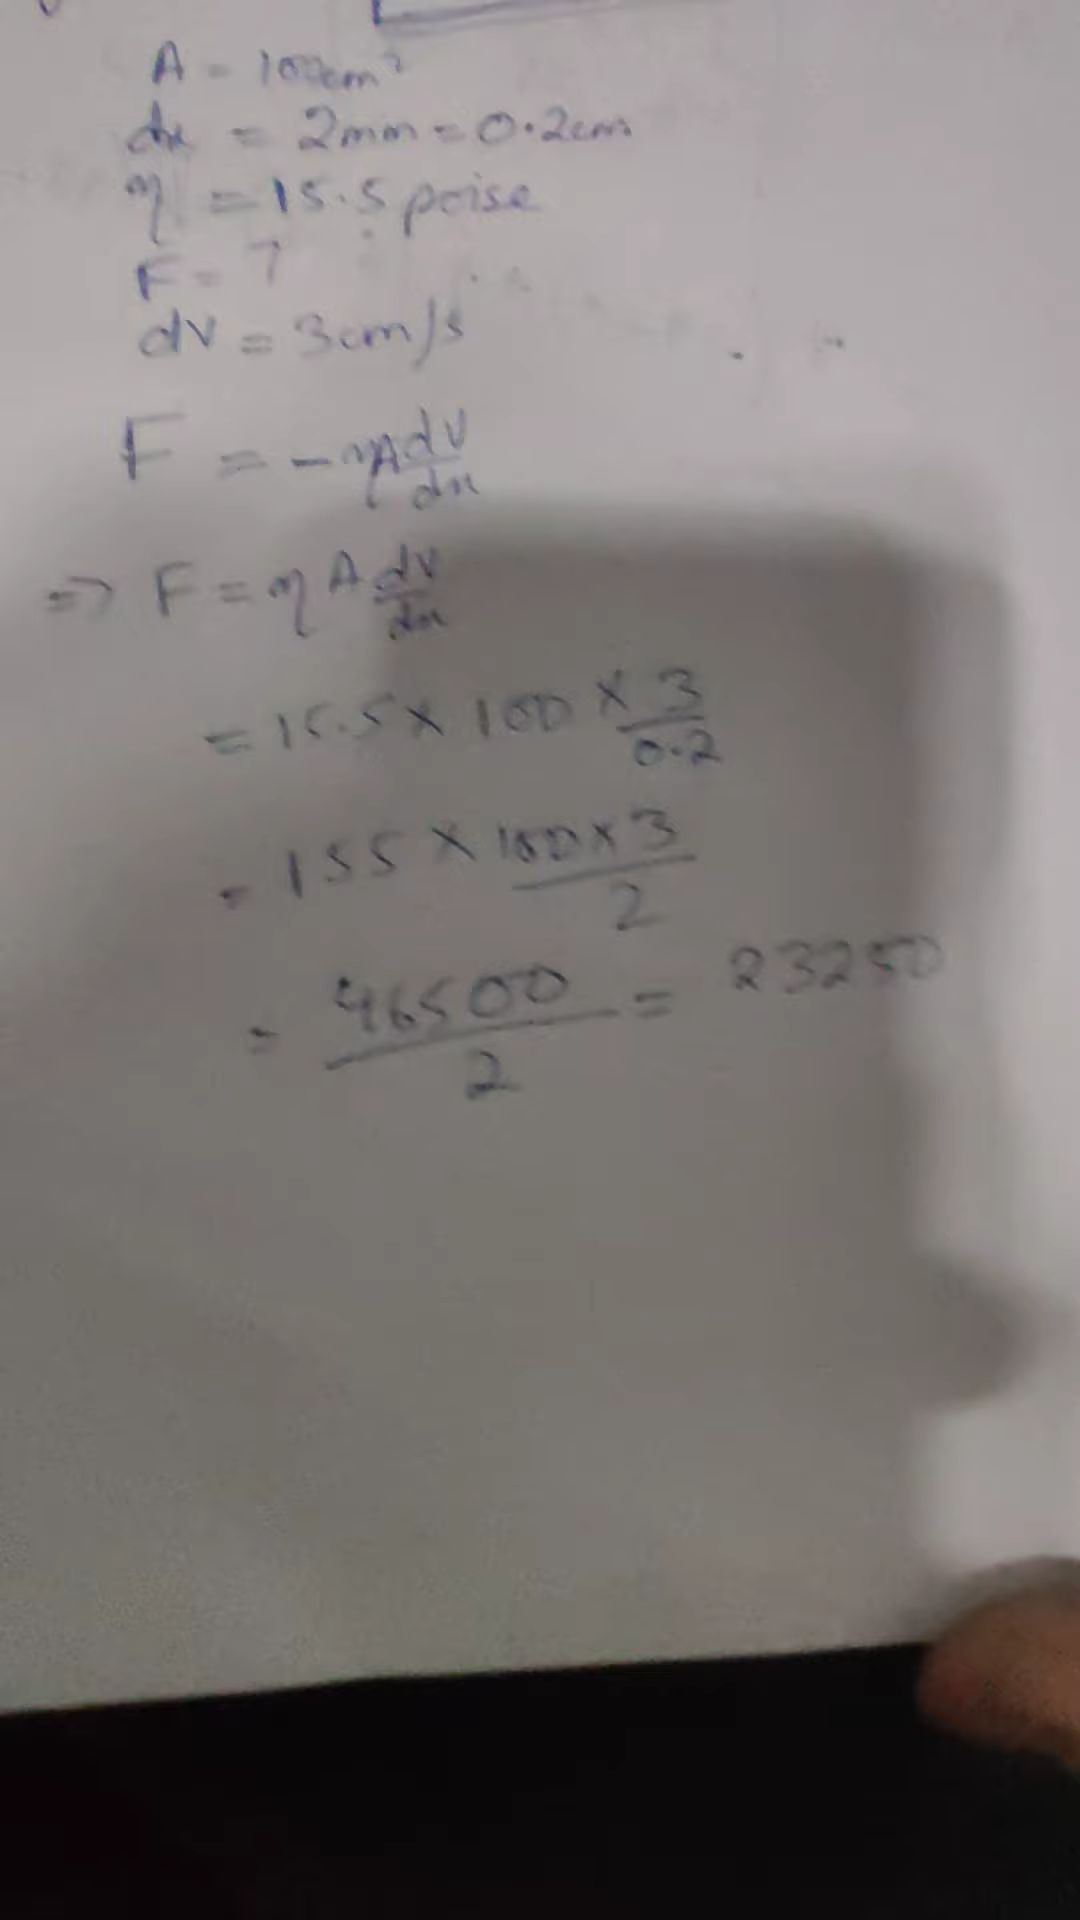 A = 100cm²
dx = 2mm = 0.2cm
η = 15.5 poise
F = ?
dV = 3cm/s
F = -ηA dV/dx
=> F = η A dV/dx
= 15.5 × 100 × 3/0.2
= 155 × 100×3/2
= 46500/2 = 23250